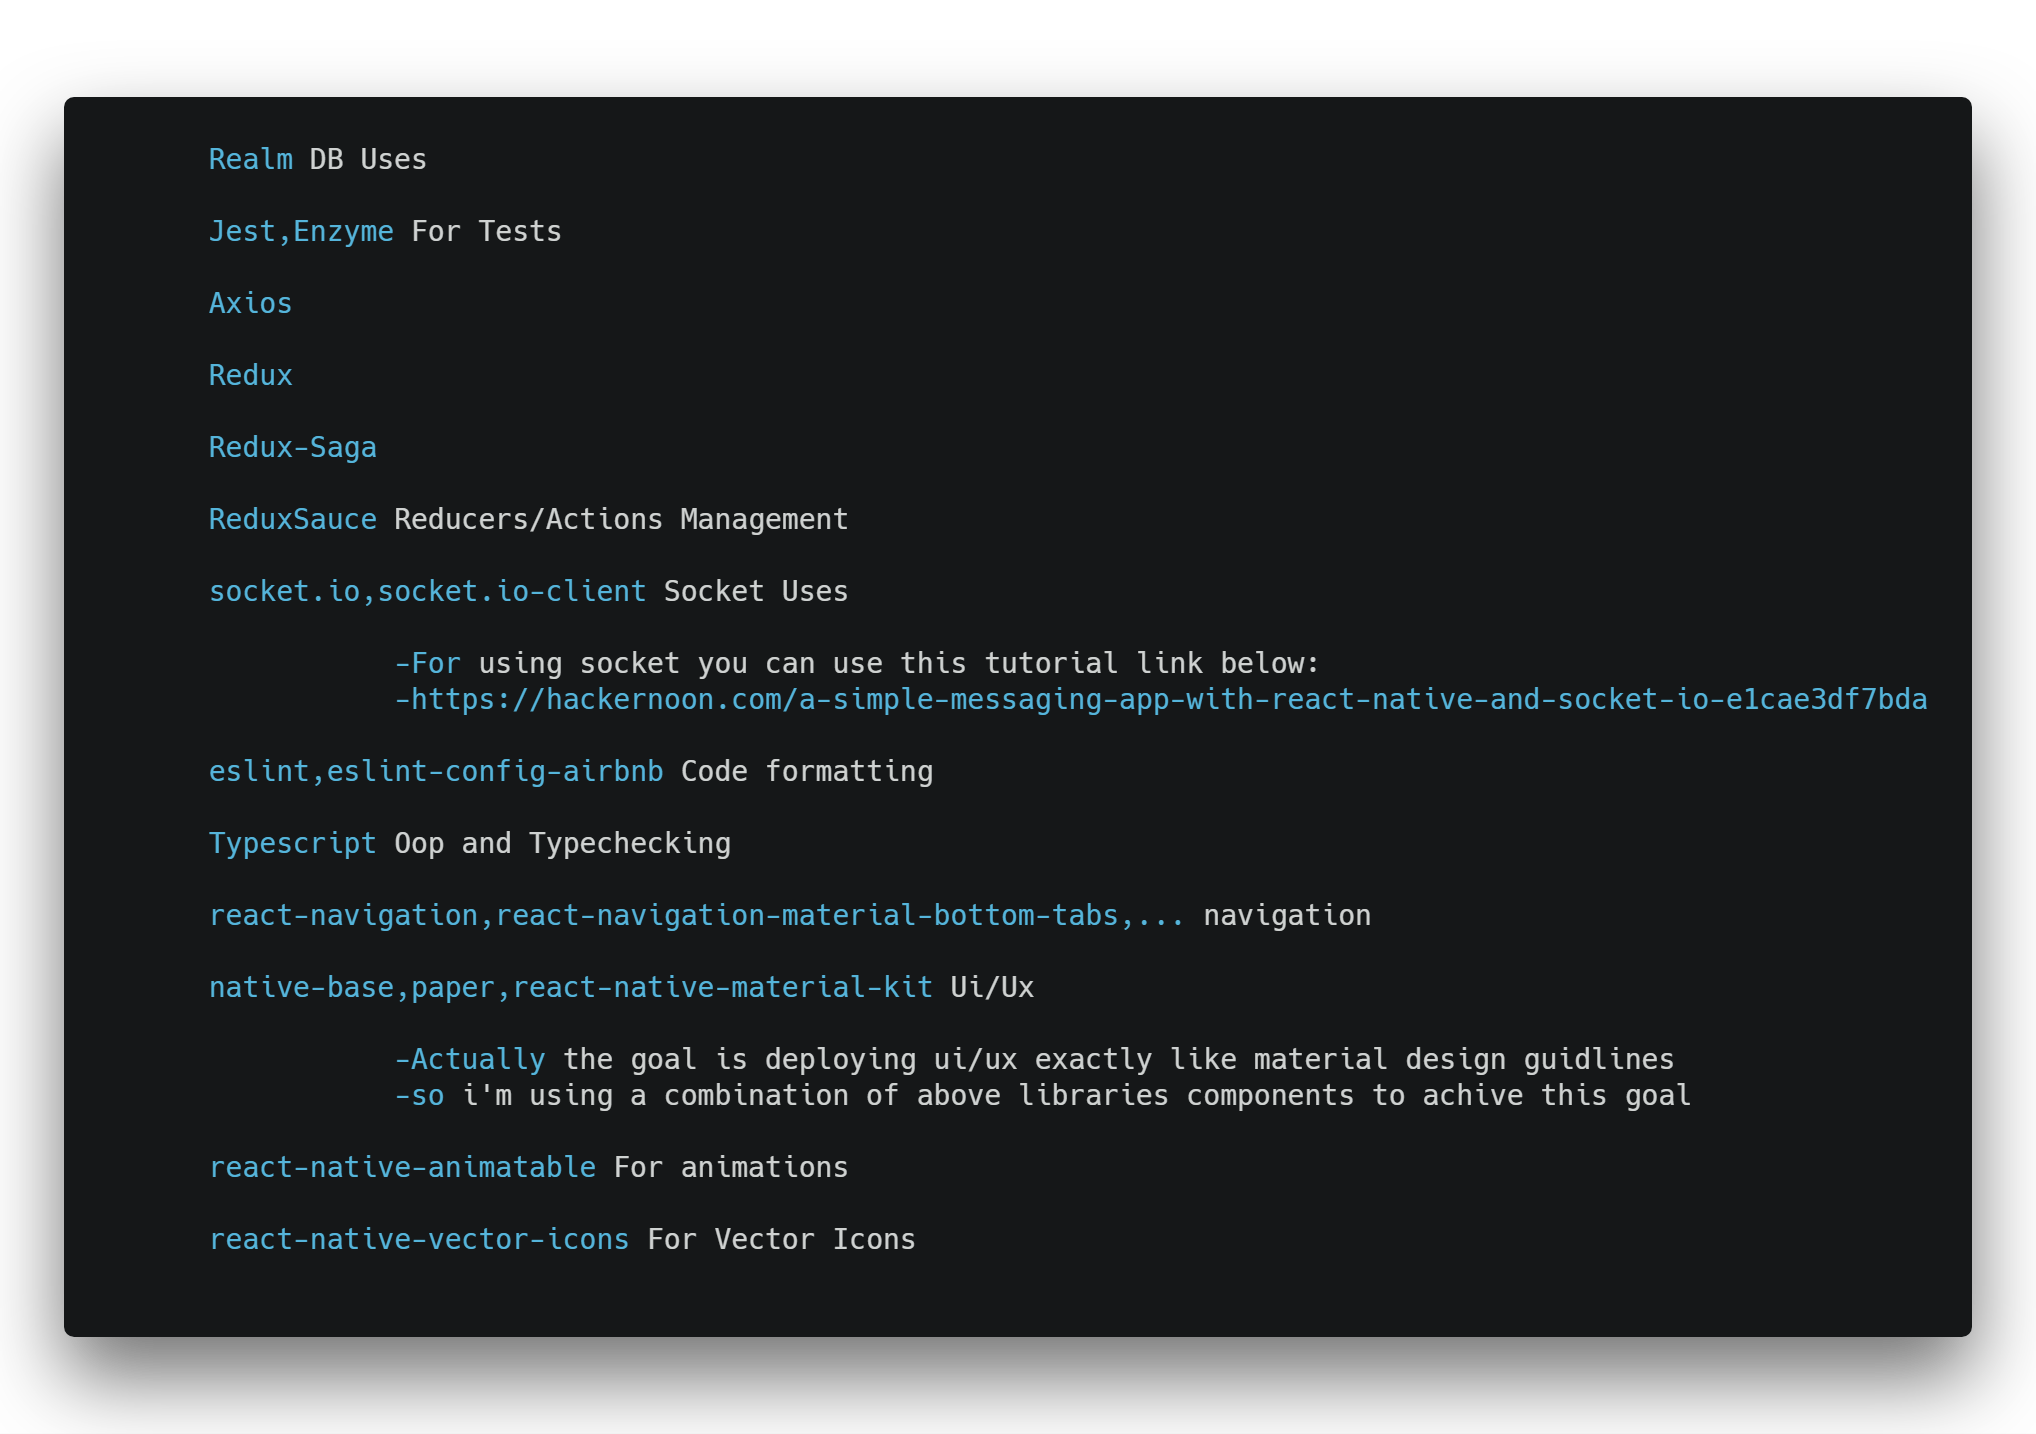 Realm DB Uses
Jest,Enzyme For Tests
Axios
Redux
Redux-Saga
ReduxSauce Reducers/Actions Management
socket.io,socket.io-client Socket Uses
-For using socket you can use this tutorial link below:
-https://hackernoon.com/a-simple-messaging-app-with-react-native-and-socket-io-e1cae3df7bda
eslint,eslint-config-airbnb Code formatting
Typescript Oop and Typechecking
react-navigation,react-navigation-material-bottom-tabs,... navigation
native-base,paper,react-native-material-kit Ui/Ux
-Actually the goal is deploying ui/ux exactly like material design guidlines
-so i'm using a combination of above libraries components to achive this goal
react-native-animatable For animations
react-native-vector-icons For Vector Icons